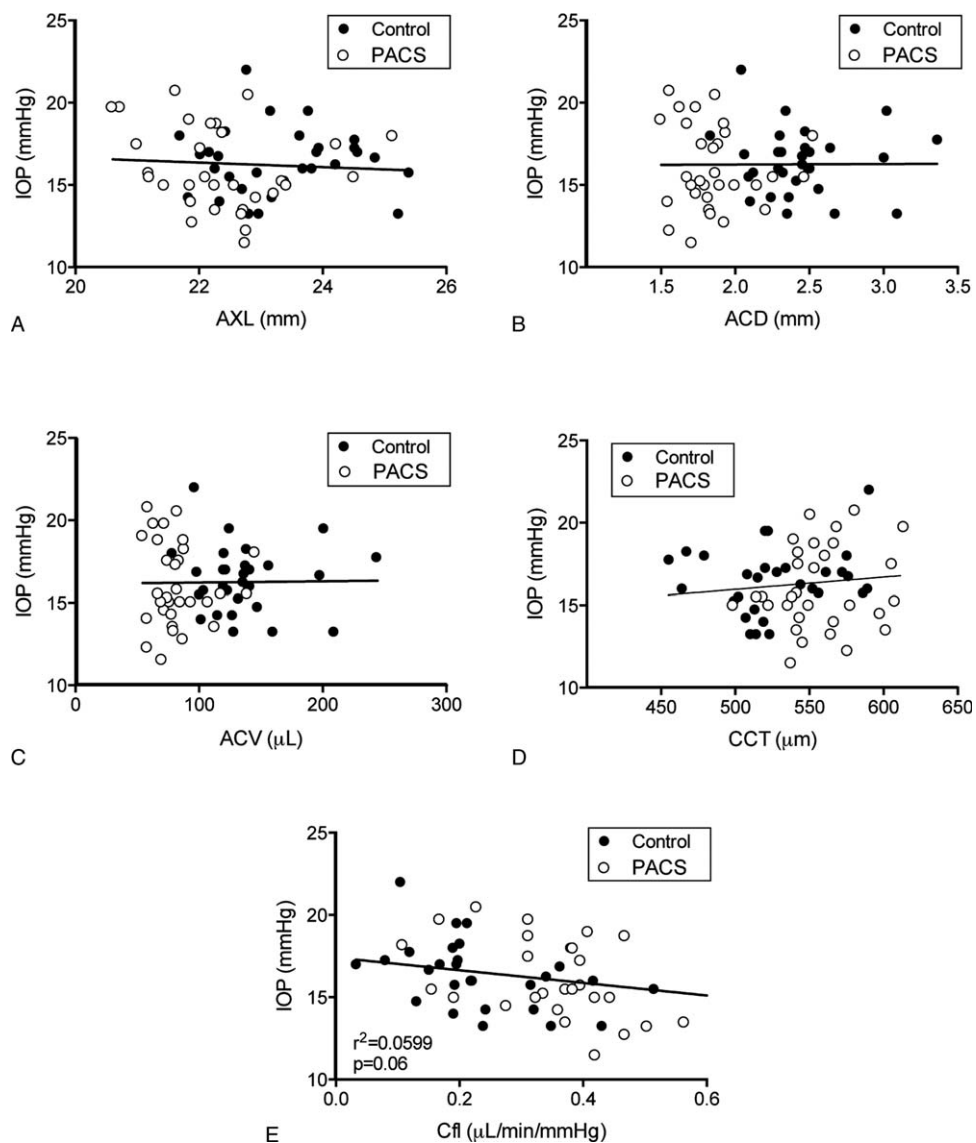 25
20
15
10
IOP (mmHg)
Control
PACS
20
22
24
26
AXL (mm)
A
25
20
15
10
IOP (mmHg)
Control
PACS
1.5
2.0
2.5
3.0
3.5
ACD (mm)
B
25
20
15
10
IOP (mmHg)
Control
PACS
0
100
200
300
ACV (μL)
C
25
20
15
10
IOP (mmHg)
Control
PACS
450
500
550
600
650
CCT (μm)
D
25
20
15
10
IOP (mmHg)
Control
PACS
r²=0.0599
p=0.06
0.0
0.2
0.4
0.6
Cfl (μL/min/mmHg)
E